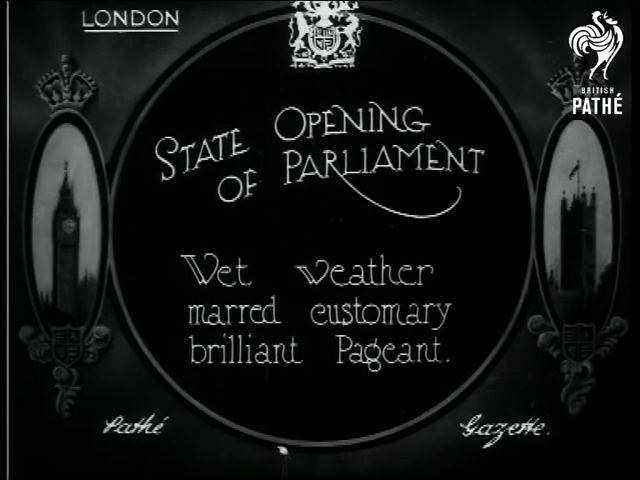 LONDON
BRITISH
PATHÉ
STATE OPENING
OF PARLIAMENT
Wet weather
marred customary
brilliant Pageant.
Pathé Gazette.